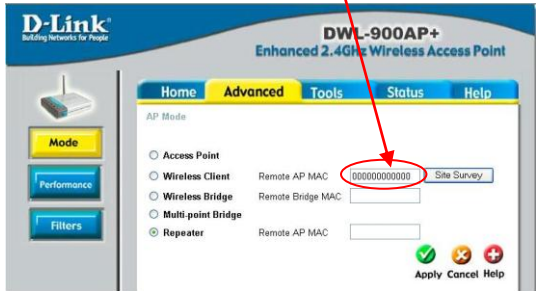 D-Link
Building Networks for People
DWL-900AP+
Enhanced 2.4GHz Wireless Access Point
Home Advanced Tools Status Help
AP Mode
Mode
Performance
Filters
Access Point
Wireless Client Remote AP MAC 000000000000 Site Survey
Wireless Bridge Remote Bridge MAC
Multi-point Bridge
Repeater Remote AP MAC
Apply Cancel Help